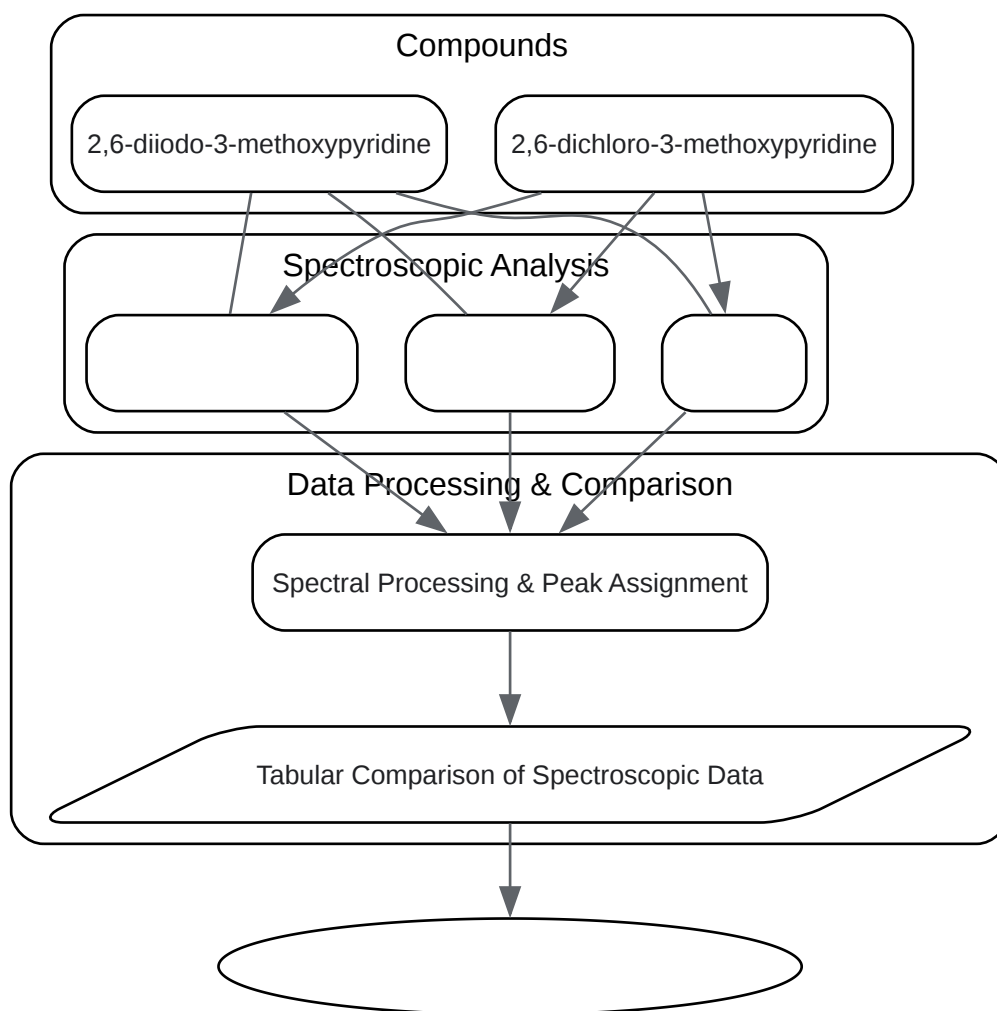 Compounds
2,6-diiodo-3-methoxypyridine
2,6-dichloro-3-methoxypyridine
Spectroscopic Analysis
Data Processing & Comparison
Spectral Processing & Peak Assignment
Tabular Comparison of Spectroscopic Data